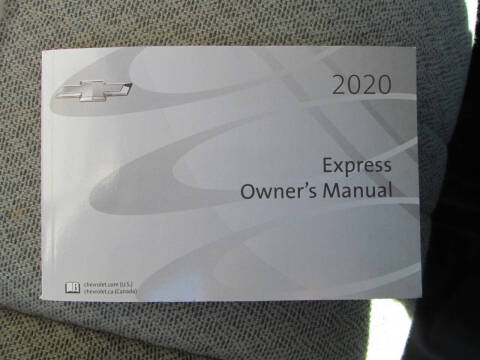 2020
Express
Owner's Manual
chevrolet.com (U.S.)
chevrolet.ca (Canada)